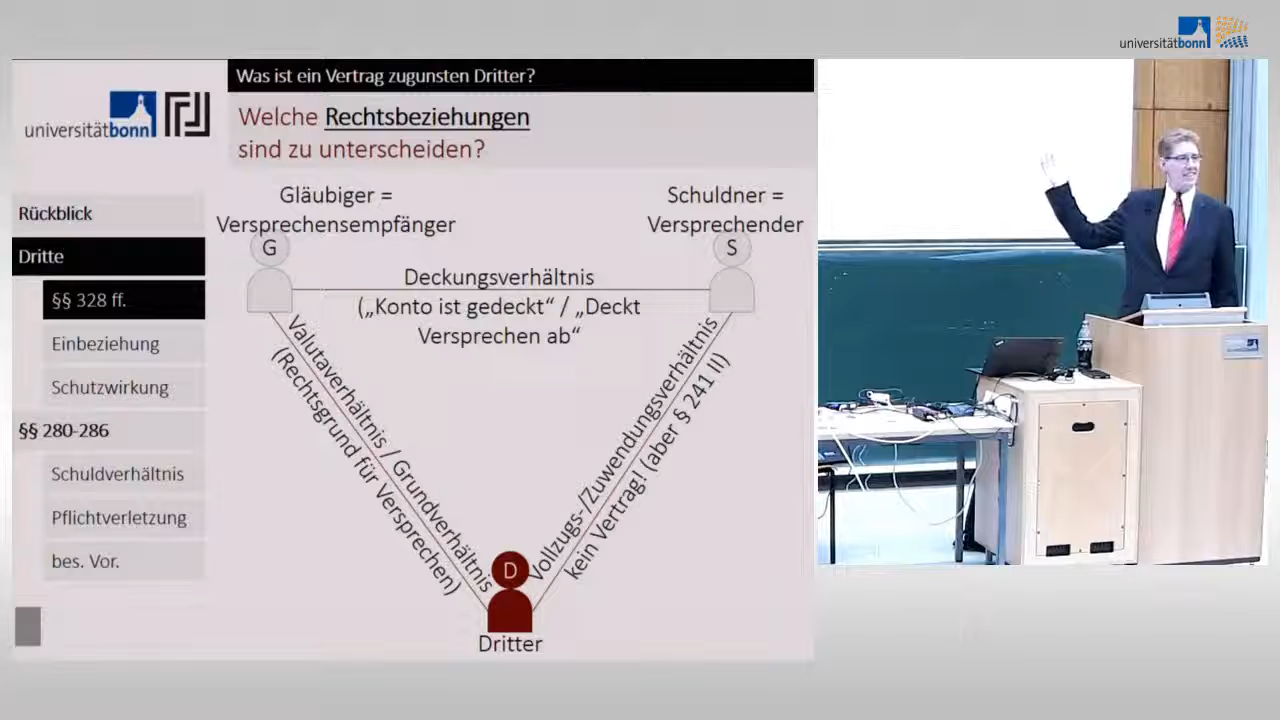 universitätbonn
Was ist ein Vertrag zugunsten Dritter?
universitätbonn
Welche Rechtsbeziehungen
sind zu unterscheiden?
Rückblick
Dritte
§§ 328 ff.
Einbeziehung
Schutzwirkung
§§ 280-286
Schuldverhältnis
Pflichtverletzung
bes. Vor.
Gläubiger =
Versprechensempfänger
G
Schuldner =
Versprechender
S
Deckungsverhältnis
(„Konto ist gedeckt“ / „Deckt
Versprechen ab“
Valutaverhältnis / Grundverhältnis
(Rechtsgrund für Versprechen)
Vollzugs-/Zuwendungsverhältnis
kein Vertrag! (aber § 241 II)
D
Dritter